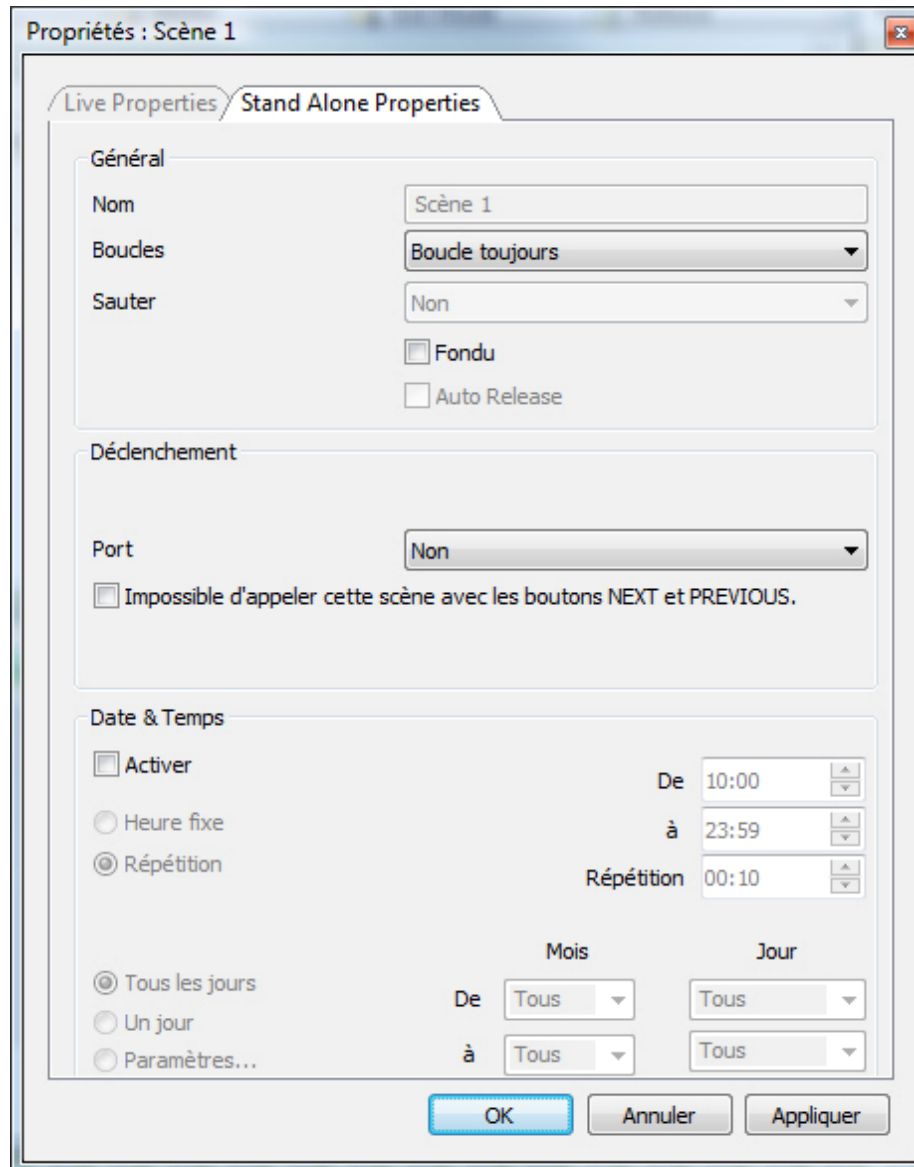 Propriétés : Scène 1
Live Properties Stand Alone Properties
Général
Nom Scène 1
Boucles Boucle toujours
Sauter Non
Fondu
Auto Release
Déclenchement
Port Non
Impossible d'appeler cette scène avec les boutons NEXT et PREVIOUS.
Date & Temps
Activer
De 10:00
Heure fixe
à 23:59
Répétition
Répétition 00:10
Mois Jour
Tous les jours
De Tous Tous
Un jour
à Tous Tous
Paramètres...
OK Annuler Appliquer